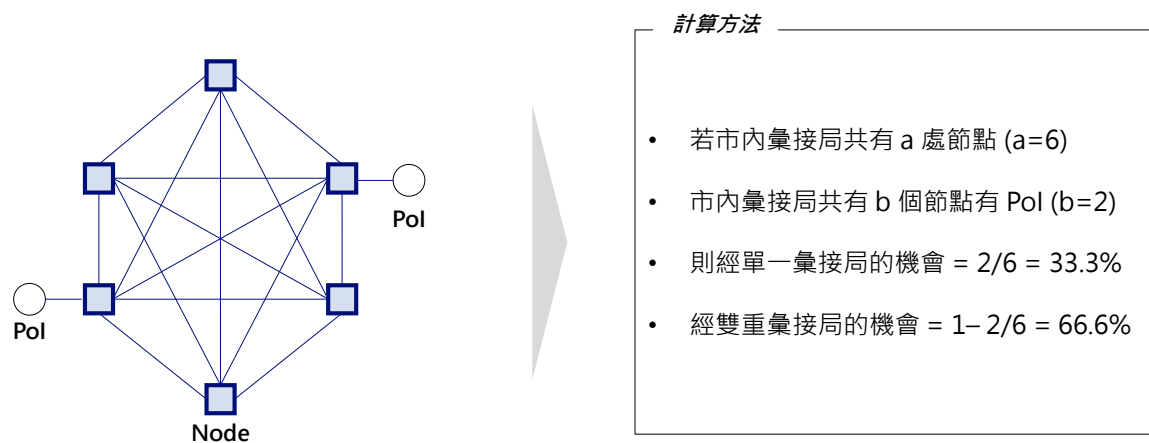 計算方法
PoI
PoI
Node
• 若市內彙接局共有 a 處節點 (a=6)
• 市內彙接局共有 b 個節點有 PoI (b=2)
• 則經單一彙接局的機會 = 2/6 = 33.3%
• 經雙重彙接局的機會 = 1– 2/6 = 66.6%